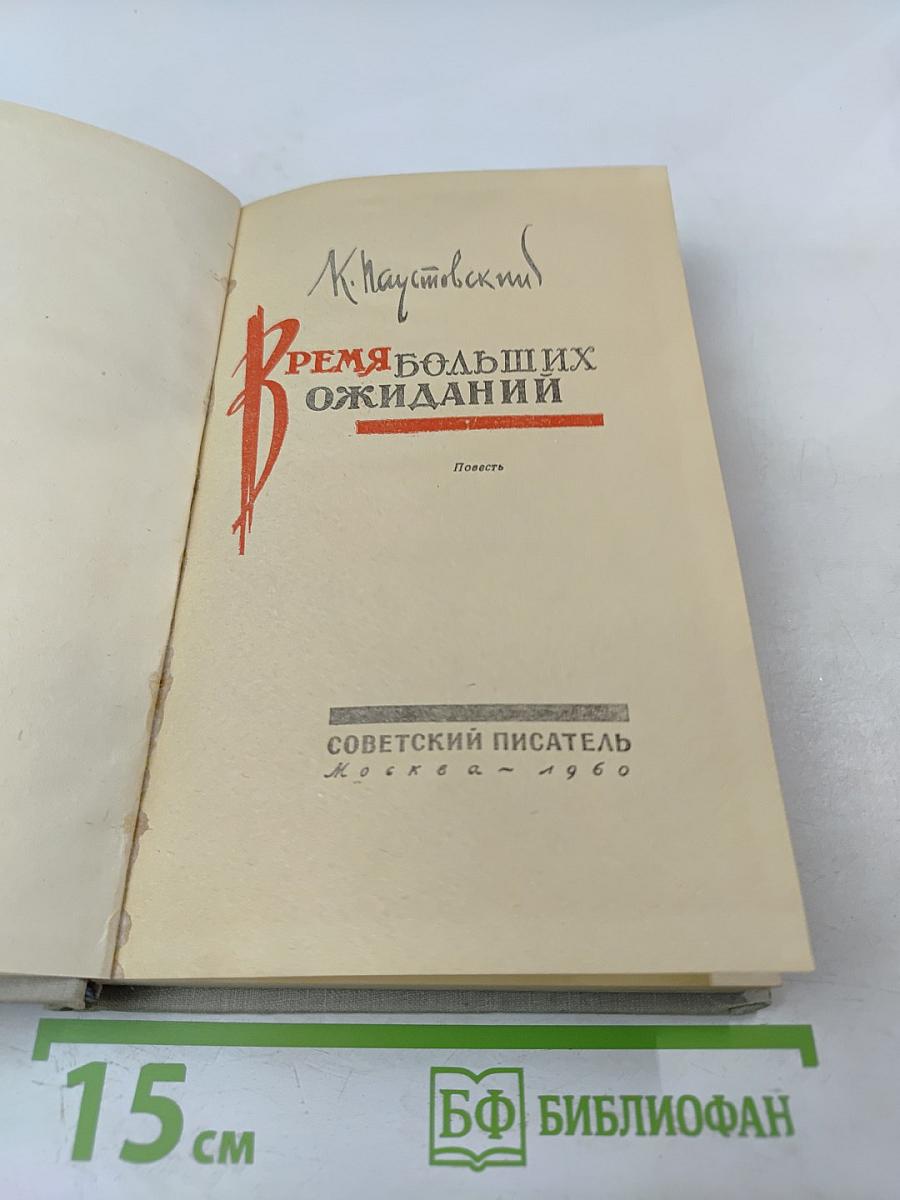 К. Паустовский
ВРЕМЯ БОЛЬШИХ
ОЖИДАНИЙ
Повесть
СОВЕТСКИЙ ПИСАТЕЛЬ
Москва — 1960
15 см
БФ БИБЛИОФАН